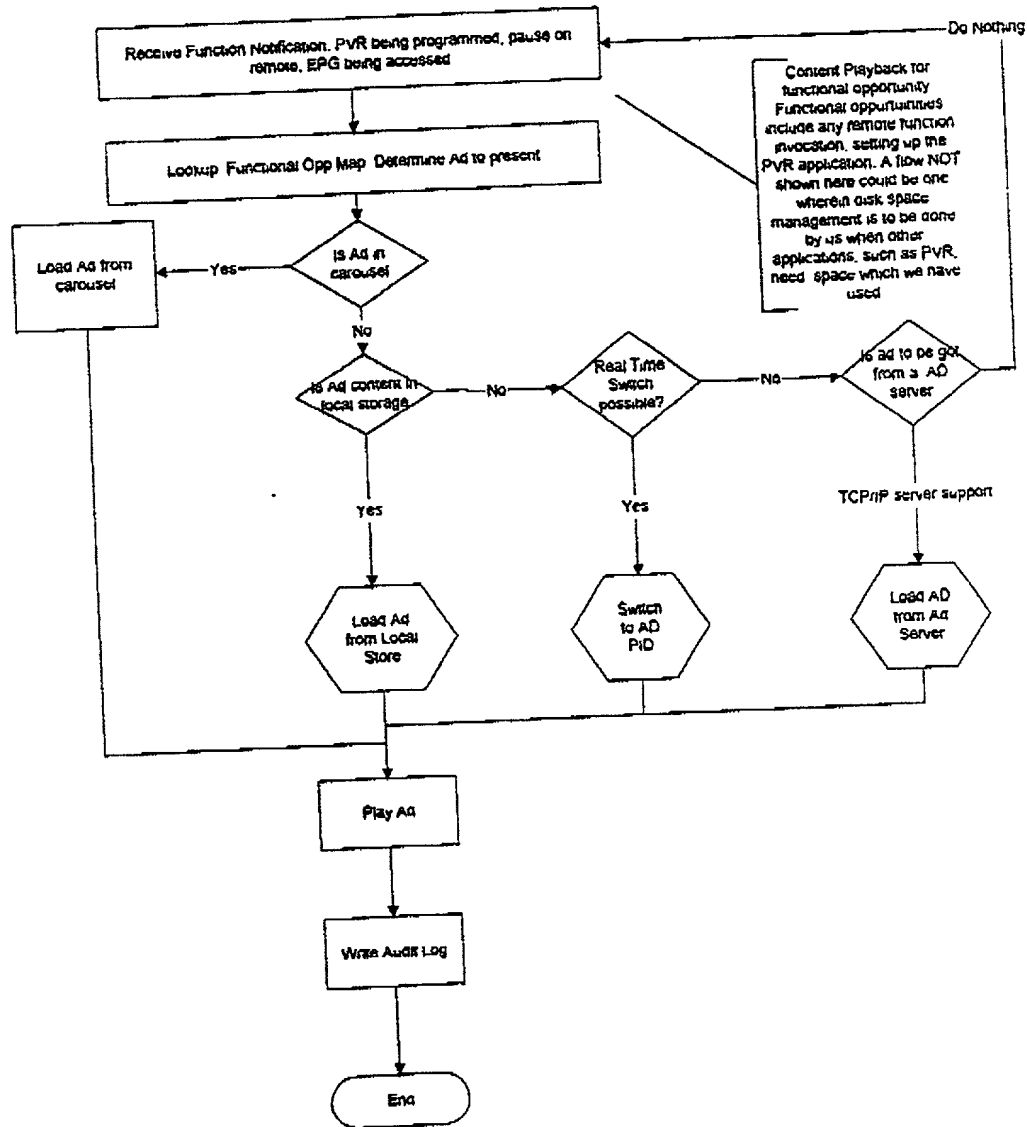 Do Nothing
Receive Function Notification. PVR being programmed, pause on
remote, EPG being accessed
Content Playback for
functional opportunity
Functional oppurtuinities
include any remote function
invocation, setting up the
PVR application. A flow NOT
shown here could be one
wherein disk space
management is to be done
by us when other
applications, such as PVR,
need space which we have
used
Lookup Functional Opp Map Determine Ad to present
Load Ad from
carousel
Yes
Is Ad in
carousel
No
Is Ad content in
local storage
No
Real Time
Switch
possible?
No
Is ad to be got
from a AD
server
Yes
Yes
TCP/IP server support
Load Ad
from Local
Store
Switch
to AD
PID
Load AD
from Ad
Server
Play Ad
Write Audit Log
End